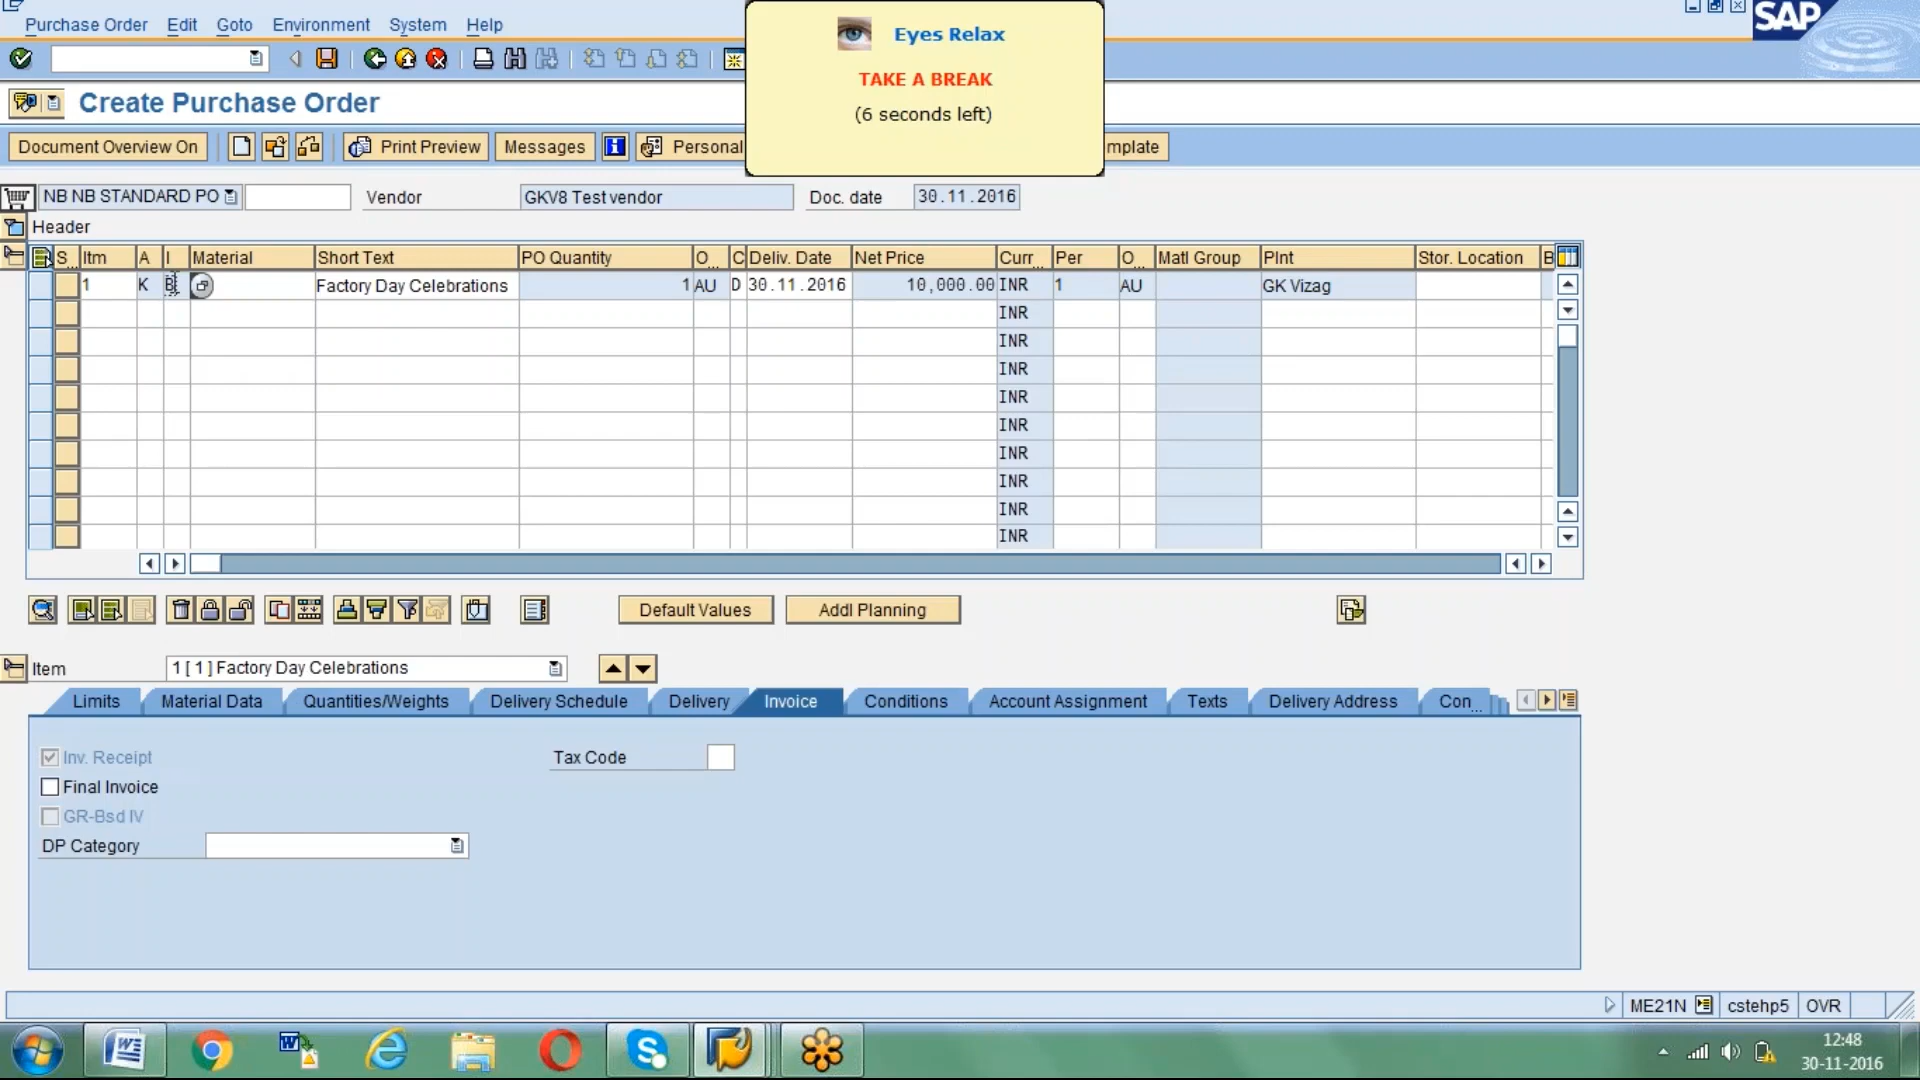 Purchase Order Edit Goto Environment System Help
SAP
Eyes Relax
TAKE A BREAK
(6 seconds left)
Create Purchase Order
Document Overview On Print Preview Messages Personal mplate
NB NB STANDARD PO Vendor GKV8 Test vendor Doc. date 30.11.2016
Header
S... Itm A I Material Short Text PO Quantity O... C Deliv. Date Net Price Curr... Per O... Matl Group Plnt Stor. Location B
1 K B Factory Day Celebrations 1 AU D 30.11.2016 10,000.00 INR 1 AU GK Vizag
INR
INR
INR
INR
INR
INR
INR
INR
INR
Default Values Addl Planning
Item 1 [ 1 ] Factory Day Celebrations
Limits Material Data Quantities/Weights Delivery Schedule Delivery Invoice Conditions Account Assignment Texts Delivery Address Con...
Inv. Receipt Tax Code
Final Invoice
GR-Bsd IV
DP Category
ME21N cstehp5 OVR
12:48
30-11-2016